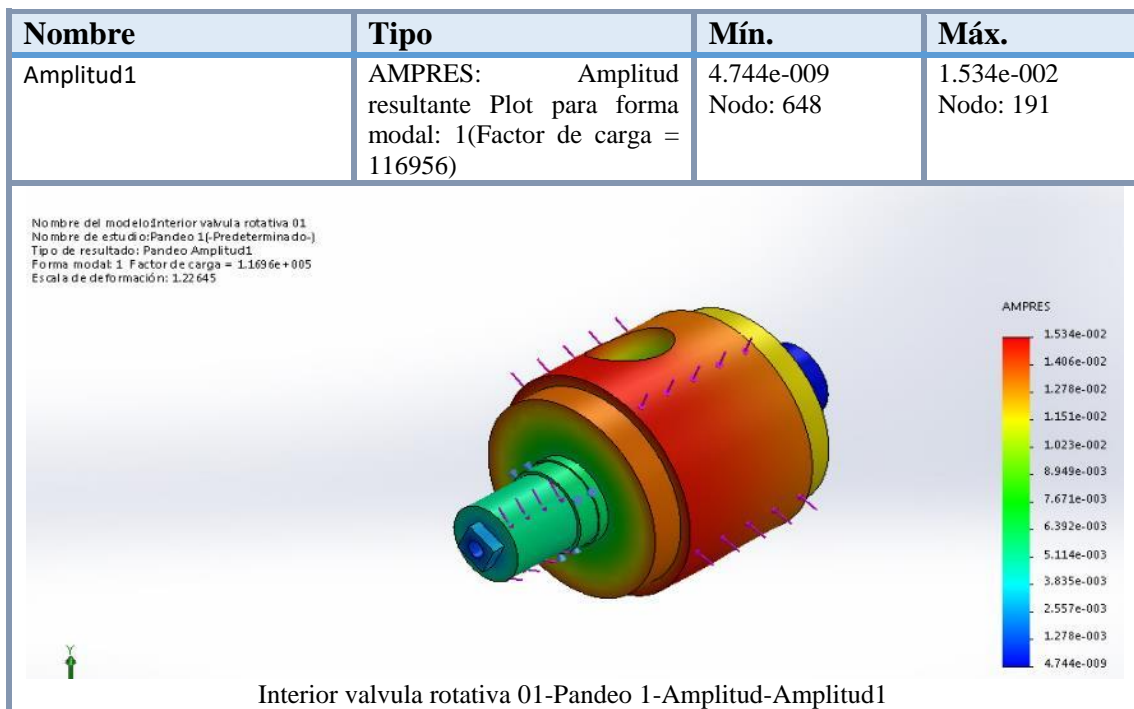 Nombre Tipo Mín. Máx.
Amplitud1
AMPRES: Amplitud
resultante Plot para forma
modal: 1(Factor de carga =
116956)
4.744e-009
Nodo: 648
1.534e-002
Nodo: 191
Nombre del modelo:Interior valvula rotativa 01
Nombre de estudio:Pandeo 1(-Predeterminado-)
Tipo de resultado: Pandeo Amplitud1
Forma modal: 1 Factor de carga = 1.1696e+005
Escala de deformación: 1.22645
AMPRES
1.534e-002
1.406e-002
1.278e-002
1.151e-002
1.023e-002
8.949e-003
7.671e-003
6.392e-003
5.114e-003
3.835e-003
2.557e-003
1.278e-003
4.744e-009
Y
Interior valvula rotativa 01-Pandeo 1-Amplitud-Amplitud1